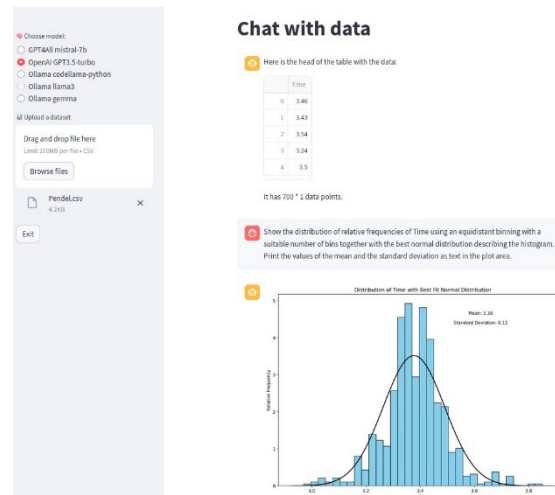 Choose model:
GPT4All mistral-7b
OpenAI GPT3.5-turbo
Ollama codellama-python
Ollama llama3
Ollama gemma
Upload a dataset
Drag and drop file here
Limit 200MB per file • CSV
Browse files
Pendel.csv
4.2KB
Exit
Chat with data
Here is the head of the table with the data:
Time
0 3.46
1 3.43
2 3.54
3 3.24
4 3.5
It has 700 * 1 data points.
Show the distribution of relative frequencies of Time using an equidistant binning with a
suitable number of bins together with the best normal distribution describing the histogram.
Print the values of the mean and the standard deviation as text in the plot area.
Distribution of Time with Best Fit Normal Distribution
Mean: 3.38
Standard Deviation: 0.11
Relative Frequency
5
4
3
2
1
0
3.0 3.2 3.4 3.6 3.8